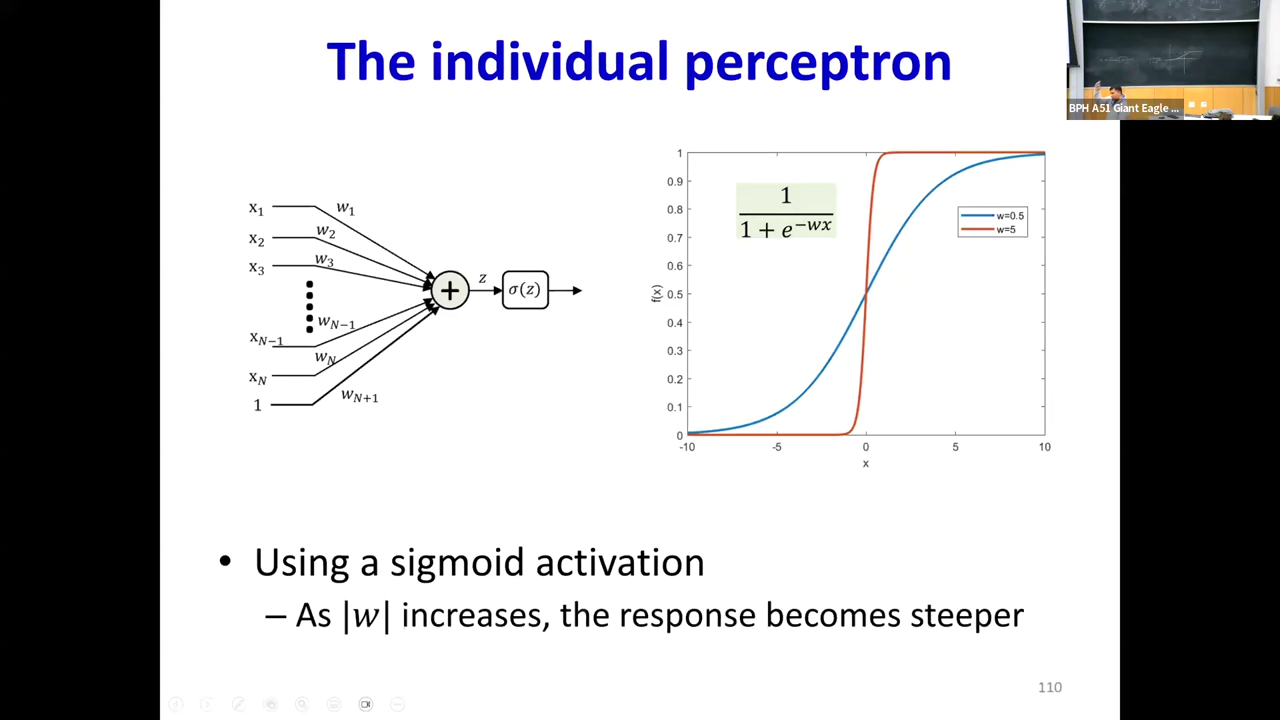 The individual perceptron
BPH A51 Giant Eagle ...
x1
w1
x2
w2
x3
w3
+
z
σ(z)
wN−1
xN−1
wN
xN
wN+1
1
1
0.9
0.8
0.7
0.6
0.5
0.4
0.3
0.2
0.1
0
f(x)
1
1 + e^−wx
w=0.5
w=5
-10
-5
0
5
10
x
• Using a sigmoid activation
– As |w| increases, the response becomes steeper
110